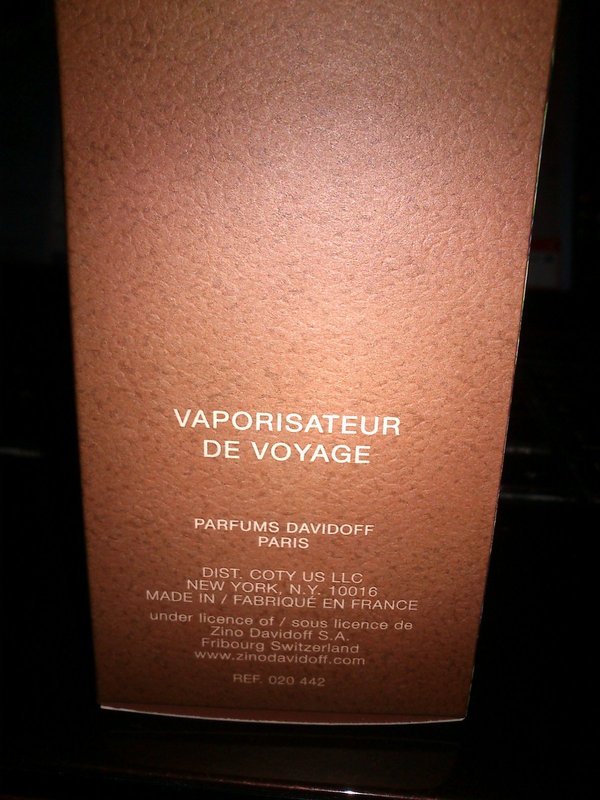 VAPORISATEUR
DE VOYAGE
PARFUMS DAVIDOFF
PARIS
DIST. COTY US LLC
NEW YORK, N.Y. 10016
MADE IN / FABRIQUÉ EN FRANCE
under licence of / sous licence de
Zino Davidoff S.A.
Fribourg Switzerland
www.zinodavidoff.com
REF. 020 442